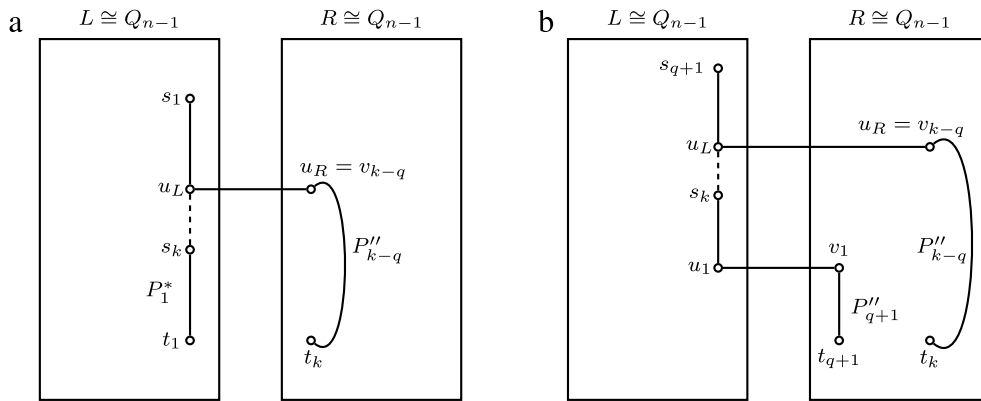 a
L ≅ Q_{n−1}
R ≅ Q_{n−1}
s_1
u_R = v_{k−q}
u_L
s_k
P''_{k−q}
P^*_1
t_1
t_k
b
L ≅ Q_{n−1}
R ≅ Q_{n−1}
s_{q+1}
u_R = v_{k−q}
u_L
s_k
v_1
P''_{k−q}
u_1
P''_{q+1}
t_{q+1}
t_k